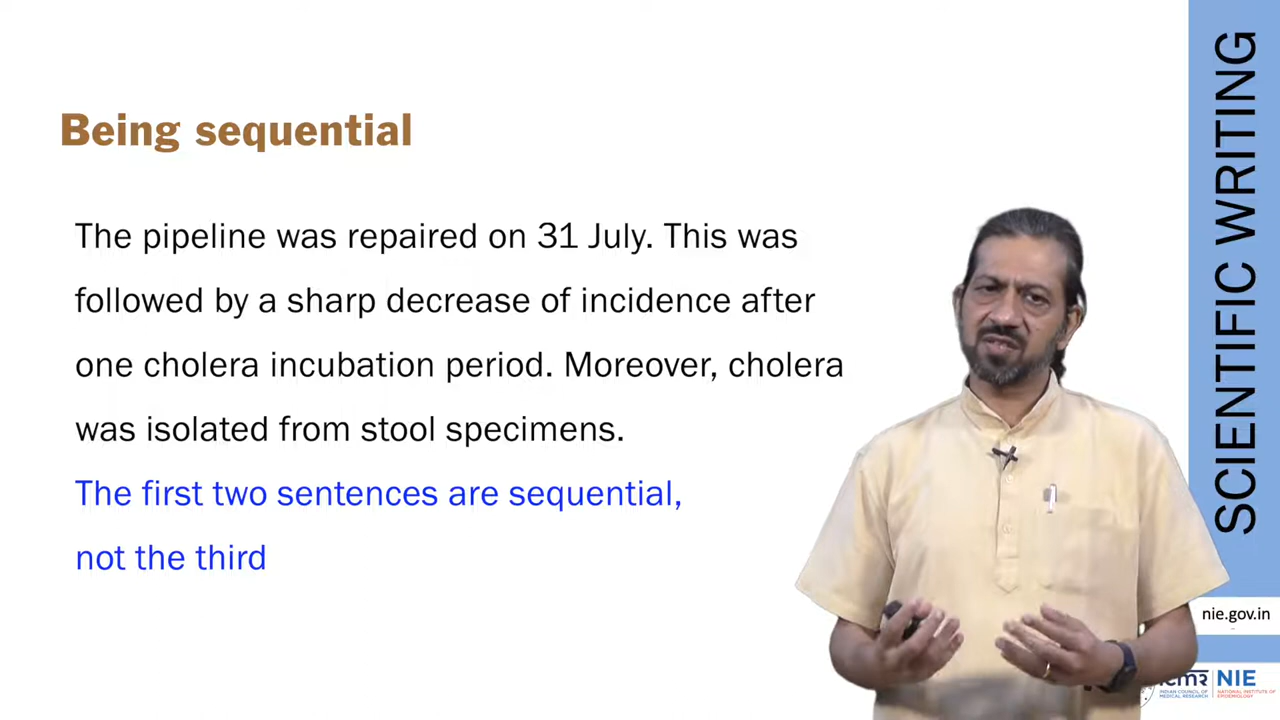 Being sequential
The pipeline was repaired on 31 July. This was
followed by a sharp decrease of incidence after
one cholera incubation period. Moreover, cholera
was isolated from stool specimens.
The first two sentences are sequential,
not the third
SCIENTIFIC WRITING
nie.gov.in
icmr
INDIAN COUNCIL OF
MEDICAL RESEARCH
NIE
NATIONAL INSTITUTE OF
EPIDEMIOLOGY